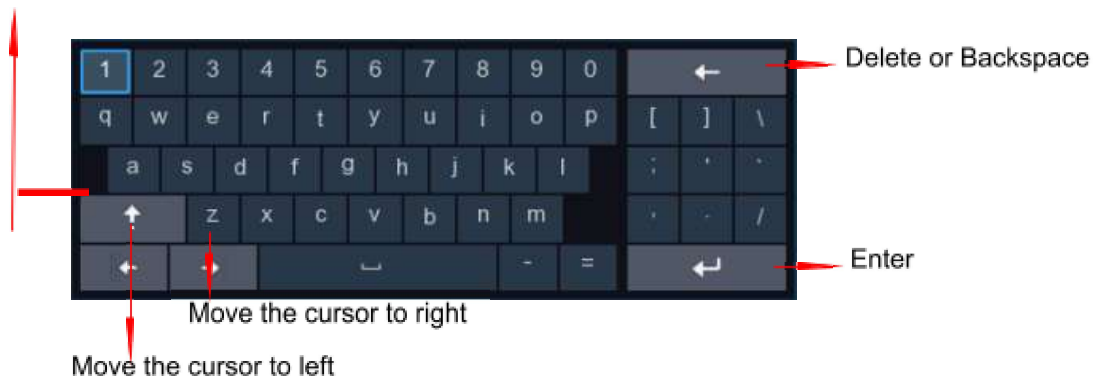 1 2 3 4 5 6 7 8 9 0 ← Delete or Backspace
q w e r t y u i o p [ ] \
a s d f g h j k l ; '
z x c v b n m /
- = Enter
Move the cursor to right
Move the cursor to left